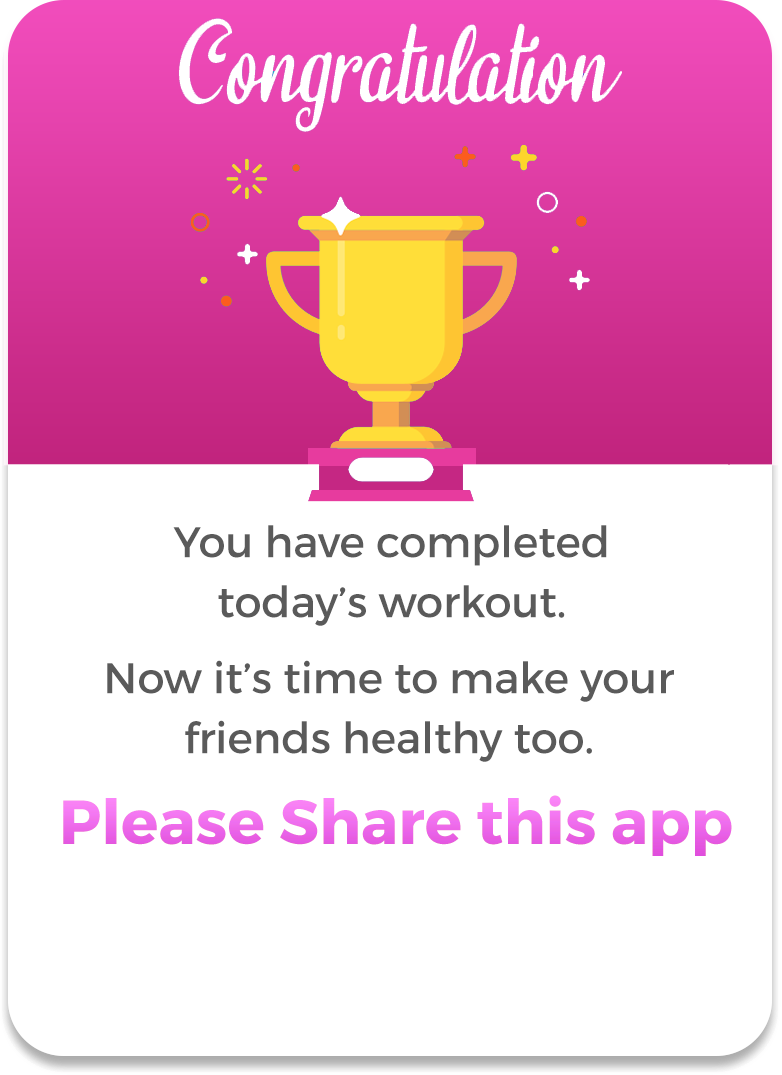 Congratulation
You have completed
today’s workout.
Now it’s time to make your
friends healthy too.
Please Share this app